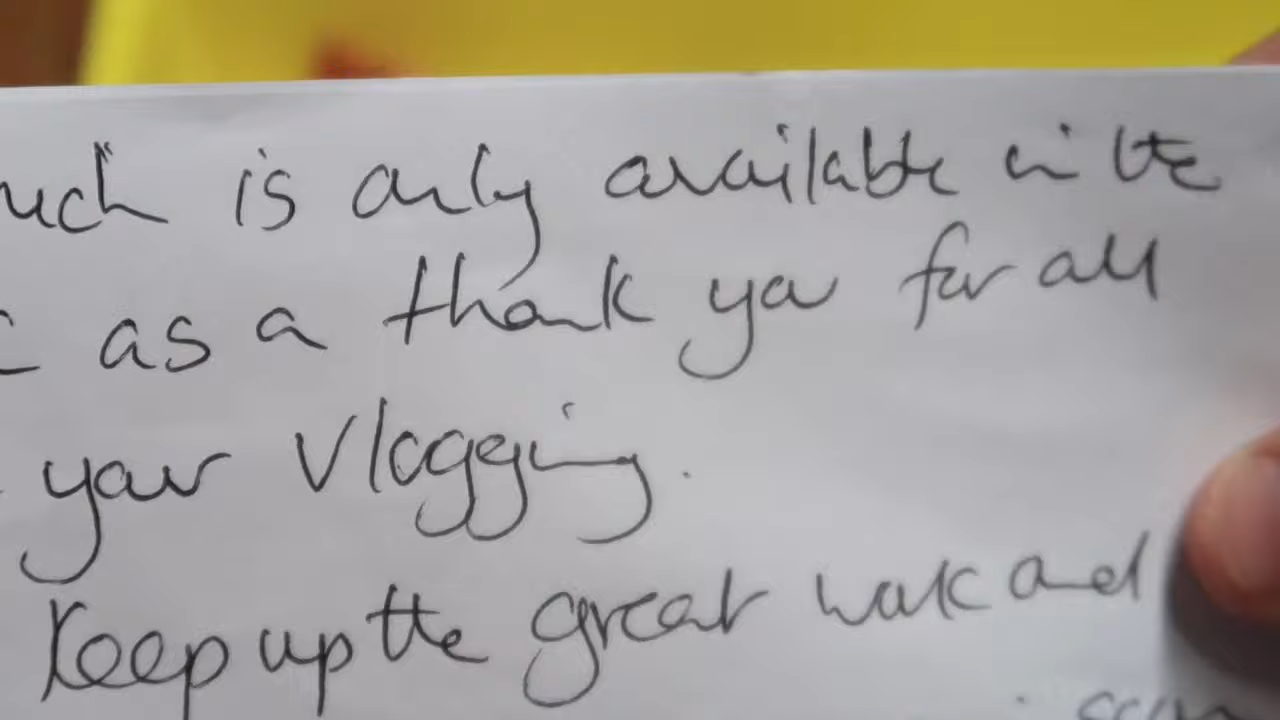 is only available in the
as a thank you for all
your vlogging.
Keep up the great work and